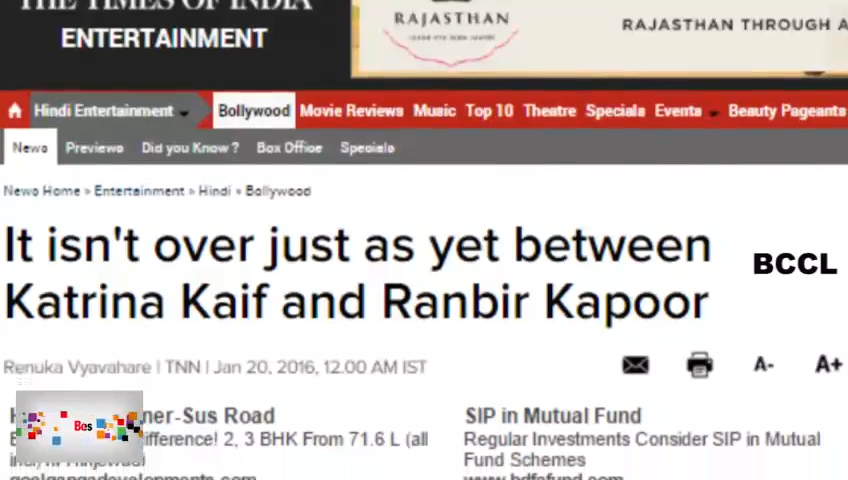 THE TIMES OF INDIA
ENTERTAINMENT
RAJASTHAN
RAJASTHAN THROUGH A
Hindi Entertainment
Bollywood
Movie Reviews
Music
Top 10
Theatre
Specials
Events
Beauty Pageants
News
Previews
Did you Know ?
Box Office
Specials
News Home » Entertainment » Hindi » Bollywood
It isn't over just as yet between
Katrina Kaif and Ranbir Kapoor
BCCL
Renuka Vyavahare | TNN | Jan 20, 2016, 12.00 AM IST
A-
A+
ner-Sus Road
ifference! 2, 3 BHK From 71.6 L (all
Bes
SIP in Mutual Fund
Regular Investments Consider SIP in Mutual
Fund Schemes